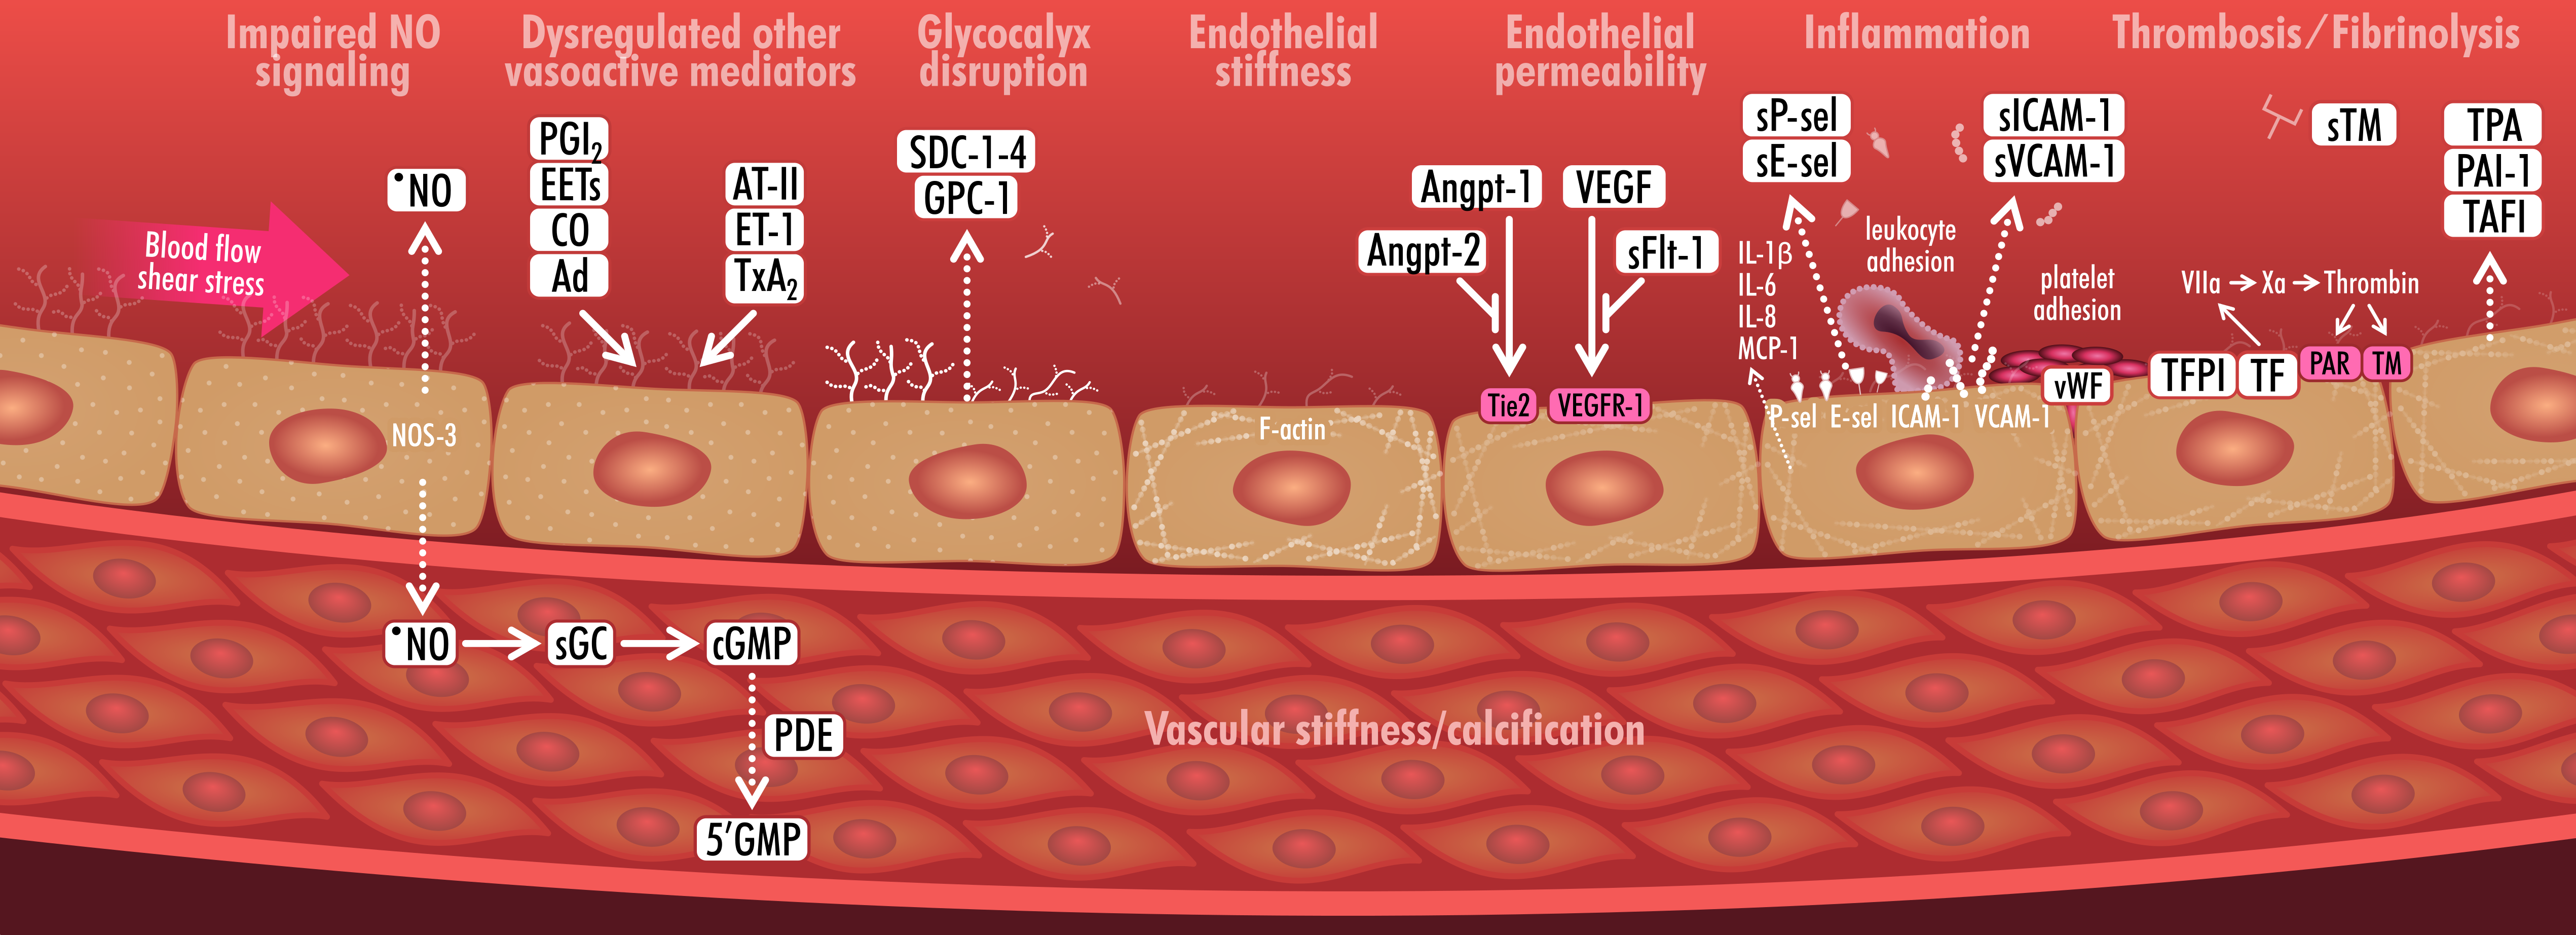 Impaired NO
signaling
Dysregulated other
vasoactive mediators
Glycocalyx
disruption
Endothelial
stiffness
Endothelial
permeability
Inflammation
Thrombosis/Fibrinolysis
Blood flow
shear stress
•NO
NOS-3
•NO
sGC
cGMP
PDE
5′GMP
PGI₂
EETs
CO
Ad
AT-II
ET-1
TxA₂
SDC-1-4
GPC-1
F-actin
Angpt-1
Angpt-2
VEGF
sFlt-1
Tie2
VEGFR-1
sP-sel
sE-sel
sICAM-1
sVCAM-1
IL-1β
IL-6
IL-8
MCP-1
leukocyte
adhesion
P-sel E-sel ICAM-1 VCAM-1
platelet
adhesion
vWF
sTM
TPA
PAI-1
TAFI
VIIa → Xa → Thrombin
TFPI
TF
PAR
TM
Vascular stiffness/calcification